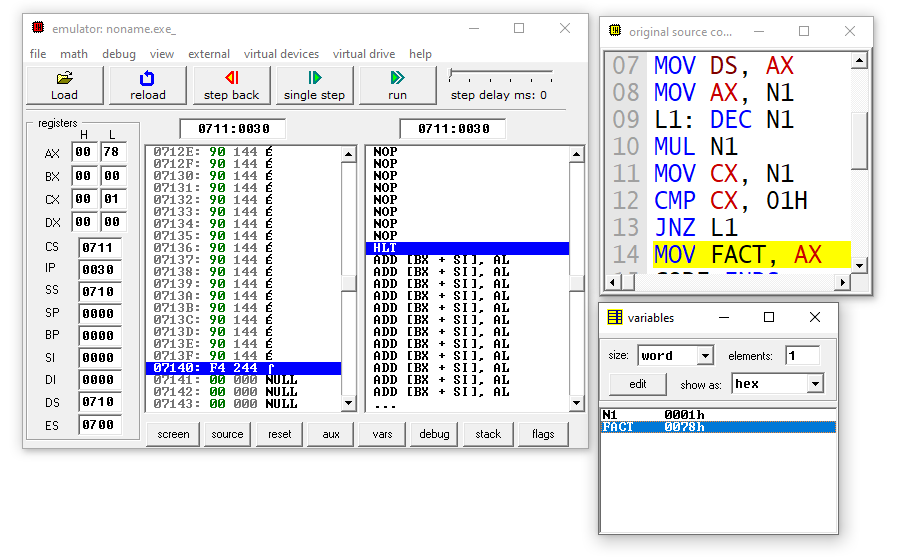 emulator: noname.exe_
file math debug view external virtual devices virtual drive help
Load reload step back single step run step delay ms: 0
registers
H L
AX 00 78
BX 00 00
CX 00 01
DX 00 00
CS 0711
IP 0030
SS 0710
SP 0000
BP 0000
SI 0000
DI 0000
DS 0710
ES 0700
0711:0030
0712E: 90 144 É
0712F: 90 144 É
07130: 90 144 É
07131: 90 144 É
07132: 90 144 É
07133: 90 144 É
07134: 90 144 É
07135: 90 144 É
07136: 90 144 É
07137: 90 144 É
07138: 90 144 É
07139: 90 144 É
0713A: 90 144 É
0713B: 90 144 É
0713C: 90 144 É
0713D: 90 144 É
0713E: 90 144 É
0713F: 90 144 É
07140: F4 244 ⌠
07141: 00 000 NULL
07142: 00 000 NULL
07143: 00 000 NULL
0711:0030
NOP
NOP
NOP
NOP
NOP
NOP
NOP
NOP
HLT
ADD [BX + SI], AL
ADD [BX + SI], AL
ADD [BX + SI], AL
ADD [BX + SI], AL
ADD [BX + SI], AL
ADD [BX + SI], AL
ADD [BX + SI], AL
ADD [BX + SI], AL
ADD [BX + SI], AL
ADD [BX + SI], AL
ADD [BX + SI], AL
ADD [BX + SI], AL
...
screen source reset aux vars debug stack flags
original source co...
07 MOV DS, AX
08 MOV AX, N1
09 L1: DEC N1
10 MUL N1
11 MOV CX, N1
12 CMP CX, 01H
13 JNZ L1
14 MOV FACT, AX
15 CODE ENDS
variables
size: word elements: 1
edit show as: hex
N1 0001h
FACT 0078h